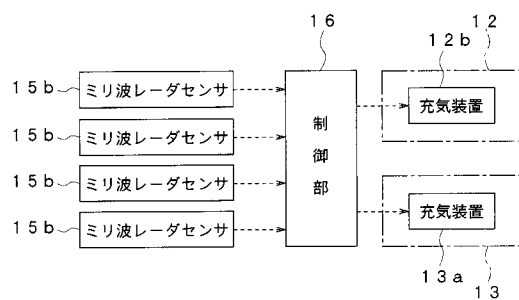 16
12
12b
15b ミリ波レーダセンサ
充気装置
15b ミリ波レーダセンサ
制御部
15b ミリ波レーダセンサ
充気装置
15b ミリ波レーダセンサ
13a
13